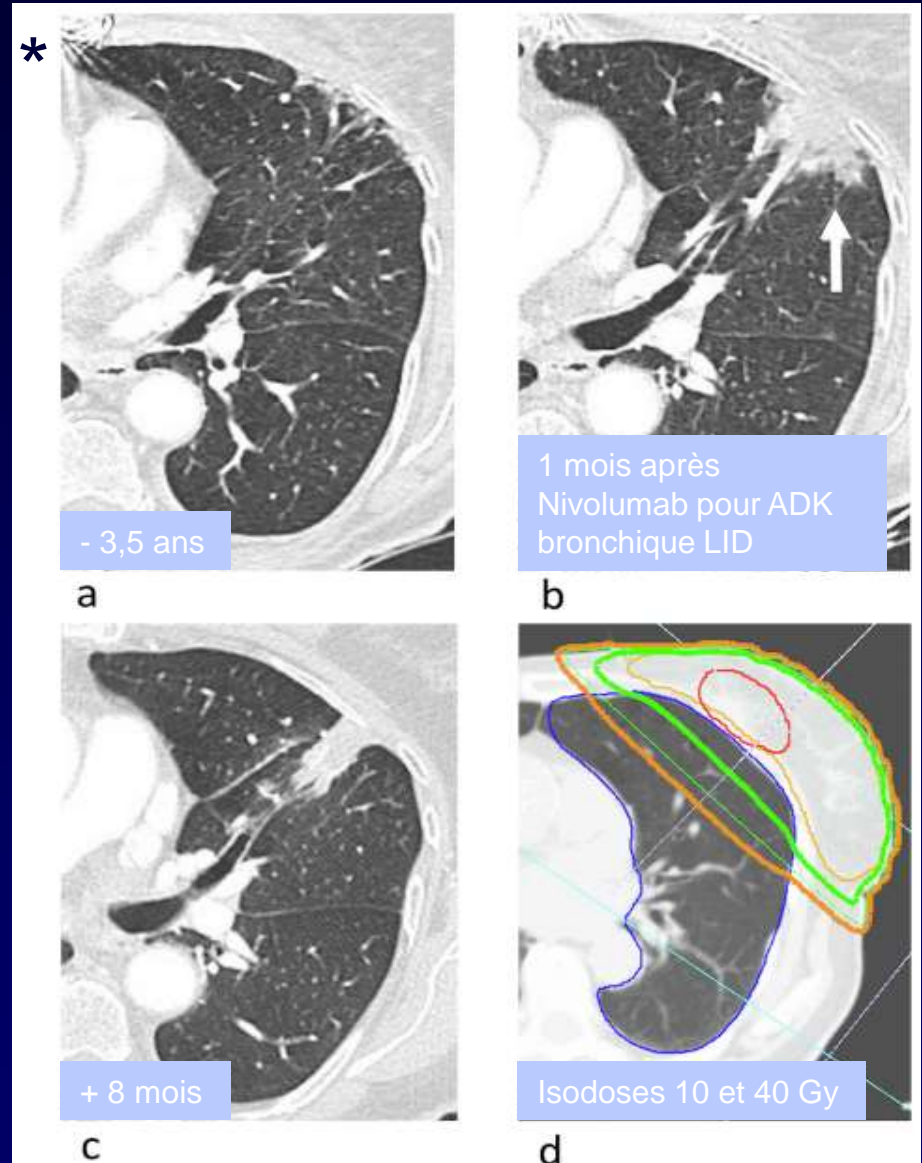 *
- 3,5 ans
1 mois après
Nivolumab pour ADK
bronchique LID
a
b
+ 8 mois
Isodoses 10 et 40 Gy
c
d